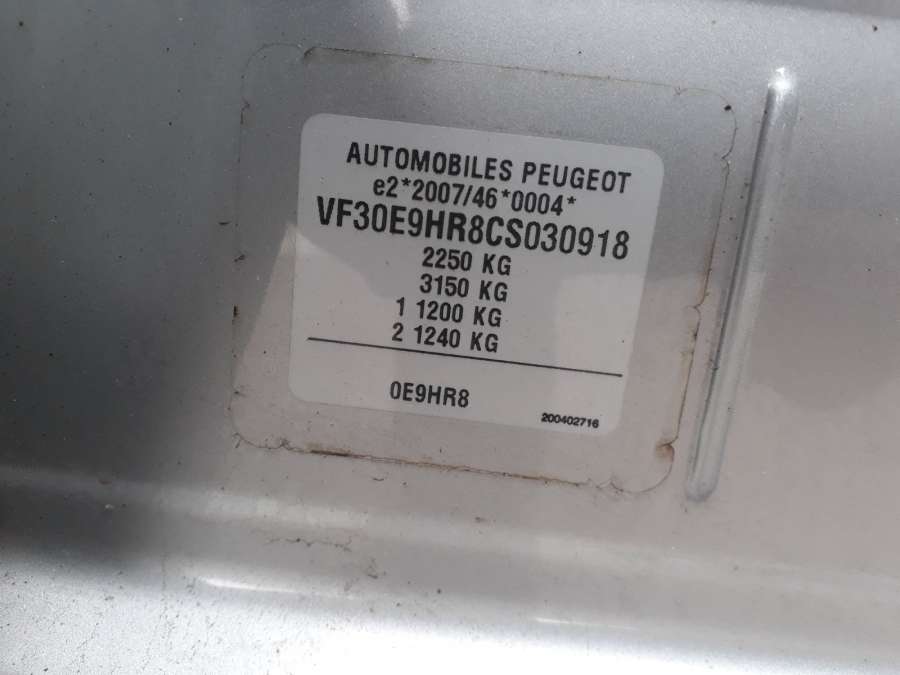 AUTOMOBILES PEUGEOT
e2*2007/46*0004*
VF30E9HR8CS030918
2250 KG
3150 KG
1 1200 KG
2 1240 KG
0E9HR8
200402716